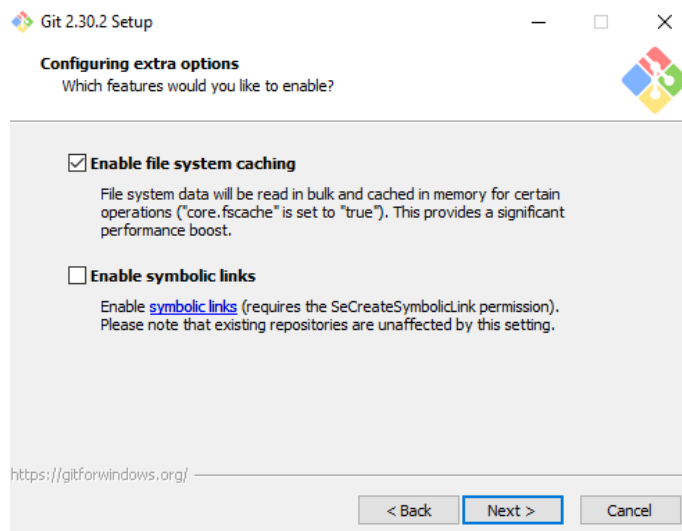 Git 2.30.2 Setup
Configuring extra options
Which features would you like to enable?
Enable file system caching
File system data will be read in bulk and cached in memory for certain
operations ("core.fscache" is set to "true"). This provides a significant
performance boost.
Enable symbolic links
Enable symbolic links (requires the SeCreateSymbolicLink permission).
Please note that existing repositories are unaffected by this setting.
https://gitforwindows.org/
< Back Next > Cancel